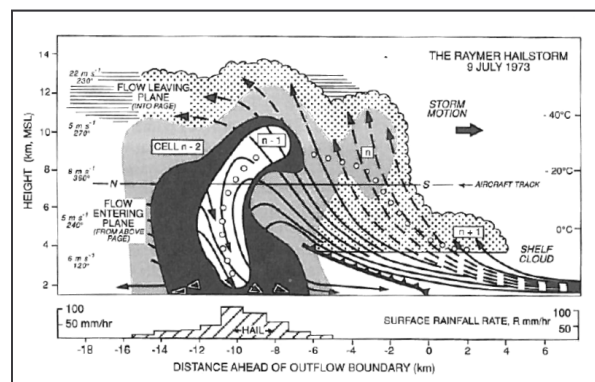 THE RAYMER HAILSTORM
9 JULY 1973
STORM
MOTION
HEIGHT (km, MSL)
14
12
10
8
6
4
2
22 m s⁻¹
230°
5 m s⁻¹
270°
8 m s⁻¹
360°
5 m s⁻¹
240°
6 m s⁻¹
120°
FLOW LEAVING
PLANE
(INTO PAGE)
CELL n - 2
n - 1
n
n + 1
N
S
AIRCRAFT TRACK
FLOW
ENTERING
PLANE
(FROM ABOVE
PAGE)
- 40°C
- 20°C
0°C
SHELF
CLOUD
100
50 mm/hr
HAIL
SURFACE RAINFALL RATE, R mm/hr
100
50
-18 -16 -14 -12 -10 -8 -6 -4 -2 0 2 4 6
DISTANCE AHEAD OF OUTFLOW BOUNDARY (km)